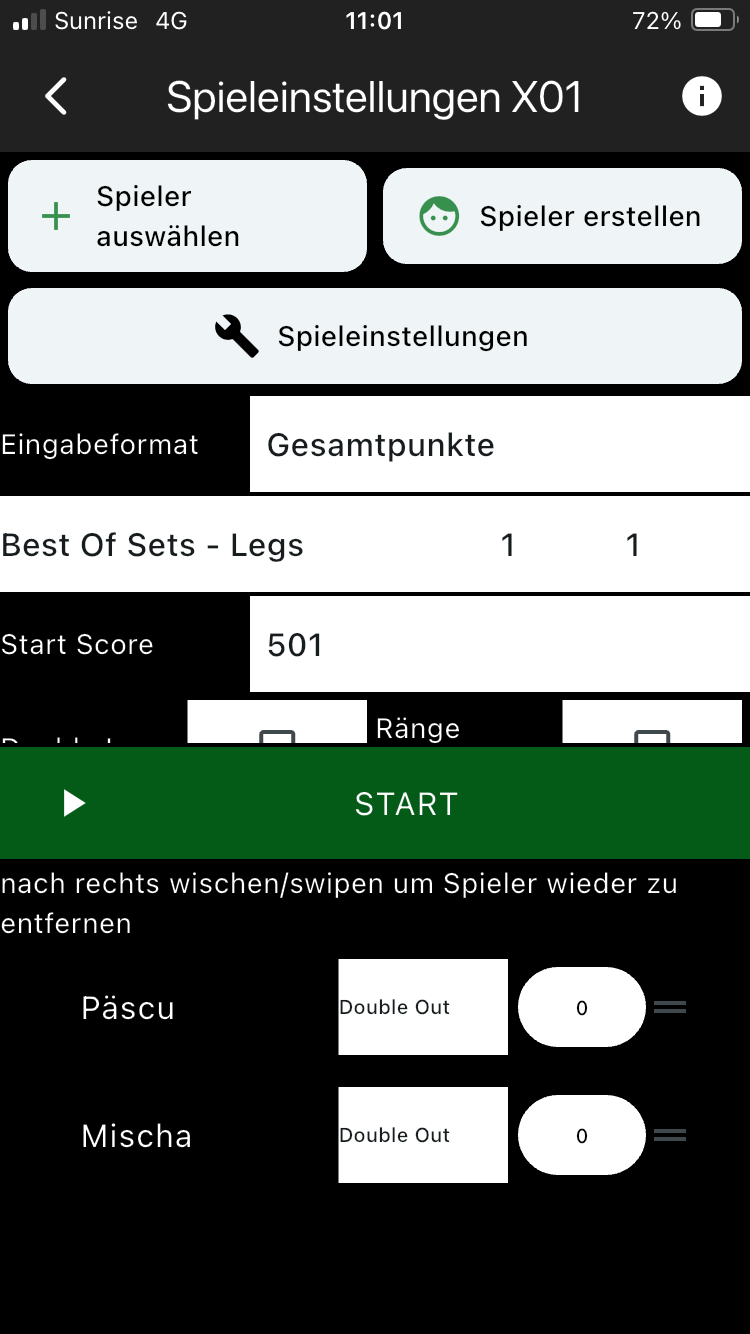 Sunrise 4G 11:01 72%
Spieleinstellungen X01
Spieler
auswählen
Spieler erstellen
Spieleinstellungen
Eingabeformat Gesamtpunkte
Best Of Sets - Legs 1 1
Start Score 501
Ränge
START
nach rechts wischen/swipen um Spieler wieder zu
entfernen
Päscu Double Out 0
Mischa Double Out 0